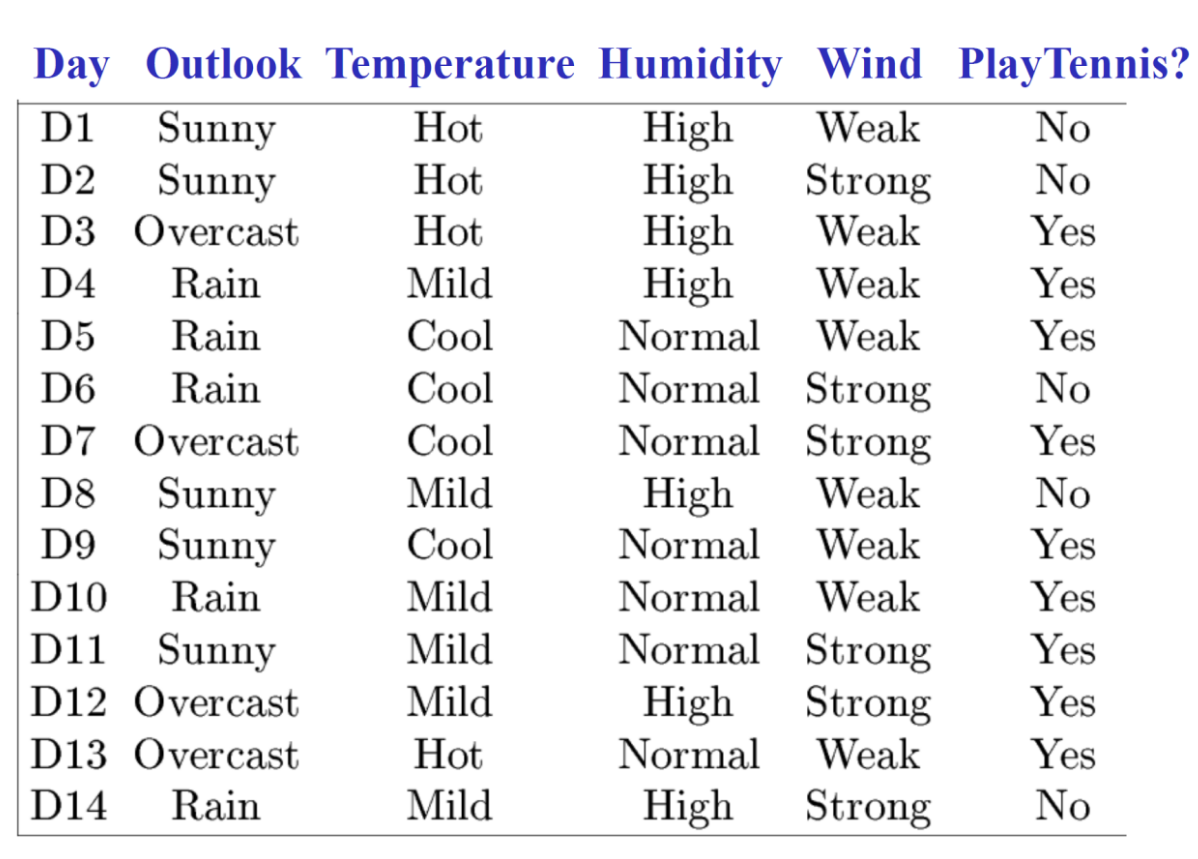 Day Outlook Temperature Humidity Wind PlayTennis?
D1 Sunny Hot High Weak No
D2 Sunny Hot High Strong No
D3 Overcast Hot High Weak Yes
D4 Rain Mild High Weak Yes
D5 Rain Cool Normal Weak Yes
D6 Rain Cool Normal Strong No
D7 Overcast Cool Normal Strong Yes
D8 Sunny Mild High Weak No
D9 Sunny Cool Normal Weak Yes
D10 Rain Mild Normal Weak Yes
D11 Sunny Mild Normal Strong Yes
D12 Overcast Mild High Strong Yes
D13 Overcast Hot Normal Weak Yes
D14 Rain Mild High Strong No